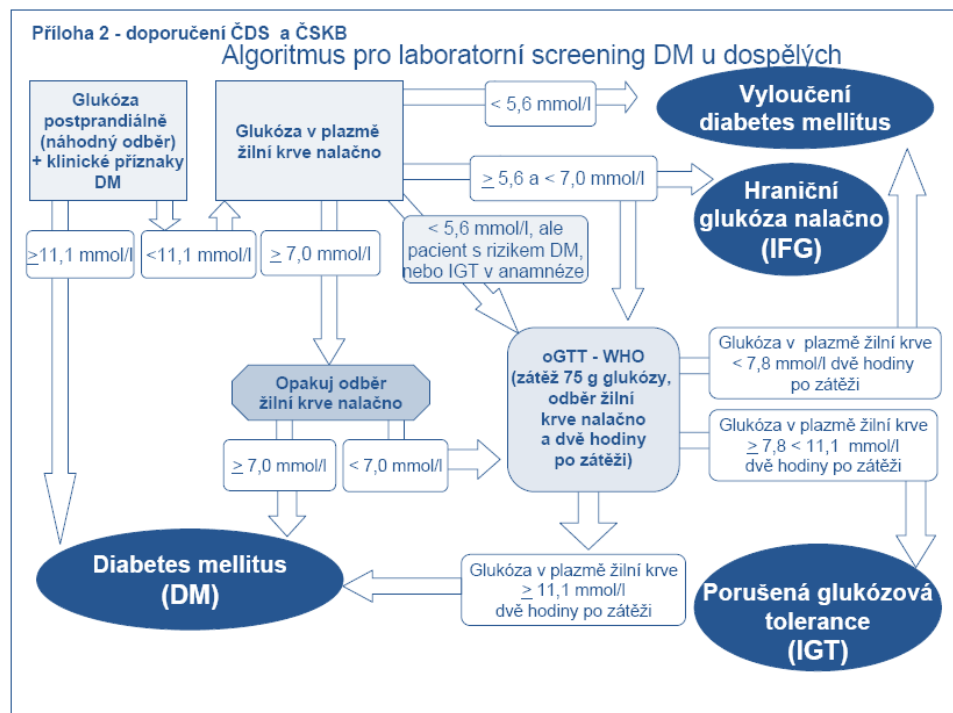 Příloha 2 - doporučení ČDS a ČSKB
Algoritmus pro laboratorní screening DM u dospělých
Glukóza
postprandiálně
(náhodný odběr)
+ klinické příznaky
DM
Glukóza v plazmě
žilní krve nalačno
< 5,6 mmol/l
Vyloučení
diabetes mellitus
≥ 5,6 a < 7,0 mmol/l
Hraniční
glukóza nalačno
(IFG)
≥11,1 mmol/l
<11,1 mmol/l
≥ 7,0 mmol/l
< 5,6 mmol/l, ale
pacient s rizikem DM,
nebo IGT v anamnéze
oGTT - WHO
(zátěž 75 g glukózy,
odběr žilní
krve nalačno
a dvě hodiny
po zátěži)
Glukóza v plazmě žilní krve
< 7,8 mmol/l dvě hodiny
po zátěži
Opakuj odběr
žilní krve nalačno
Glukóza v plazmě žilní krve
≥ 7,8 < 11,1 mmol/l
dvě hodiny po zátěži
≥ 7,0 mmol/l
< 7,0 mmol/l
Diabetes mellitus
(DM)
Glukóza v plazmě žilní krve
≥ 11,1 mmol/l
dvě hodiny po zátěži
Porušená glukózová
tolerance
(IGT)